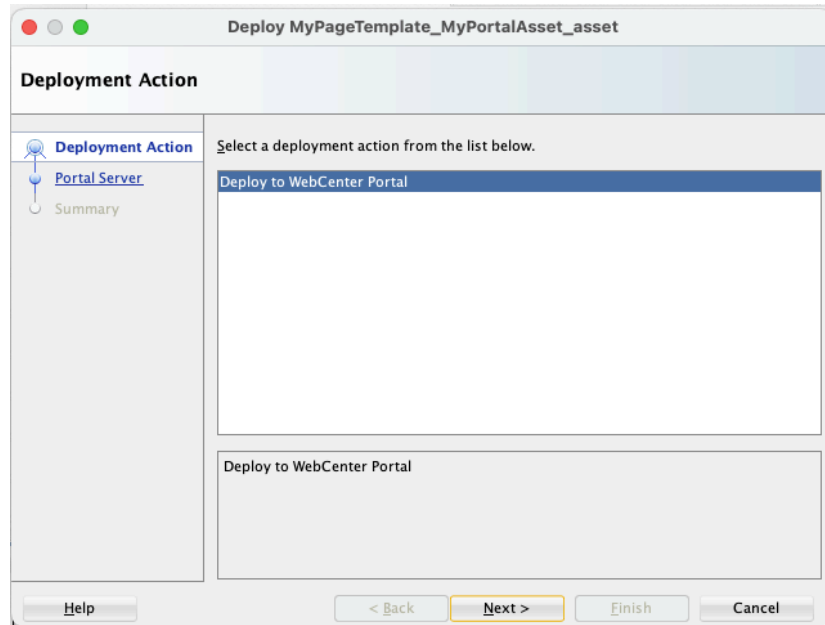 Deploy MyPageTemplate_MyPortalAsset_asset
Deployment Action
Deployment Action
Portal Server
Summary
Select a deployment action from the list below.
Deploy to WebCenter Portal
Deploy to WebCenter Portal
Help
< Back
Next >
Finish
Cancel